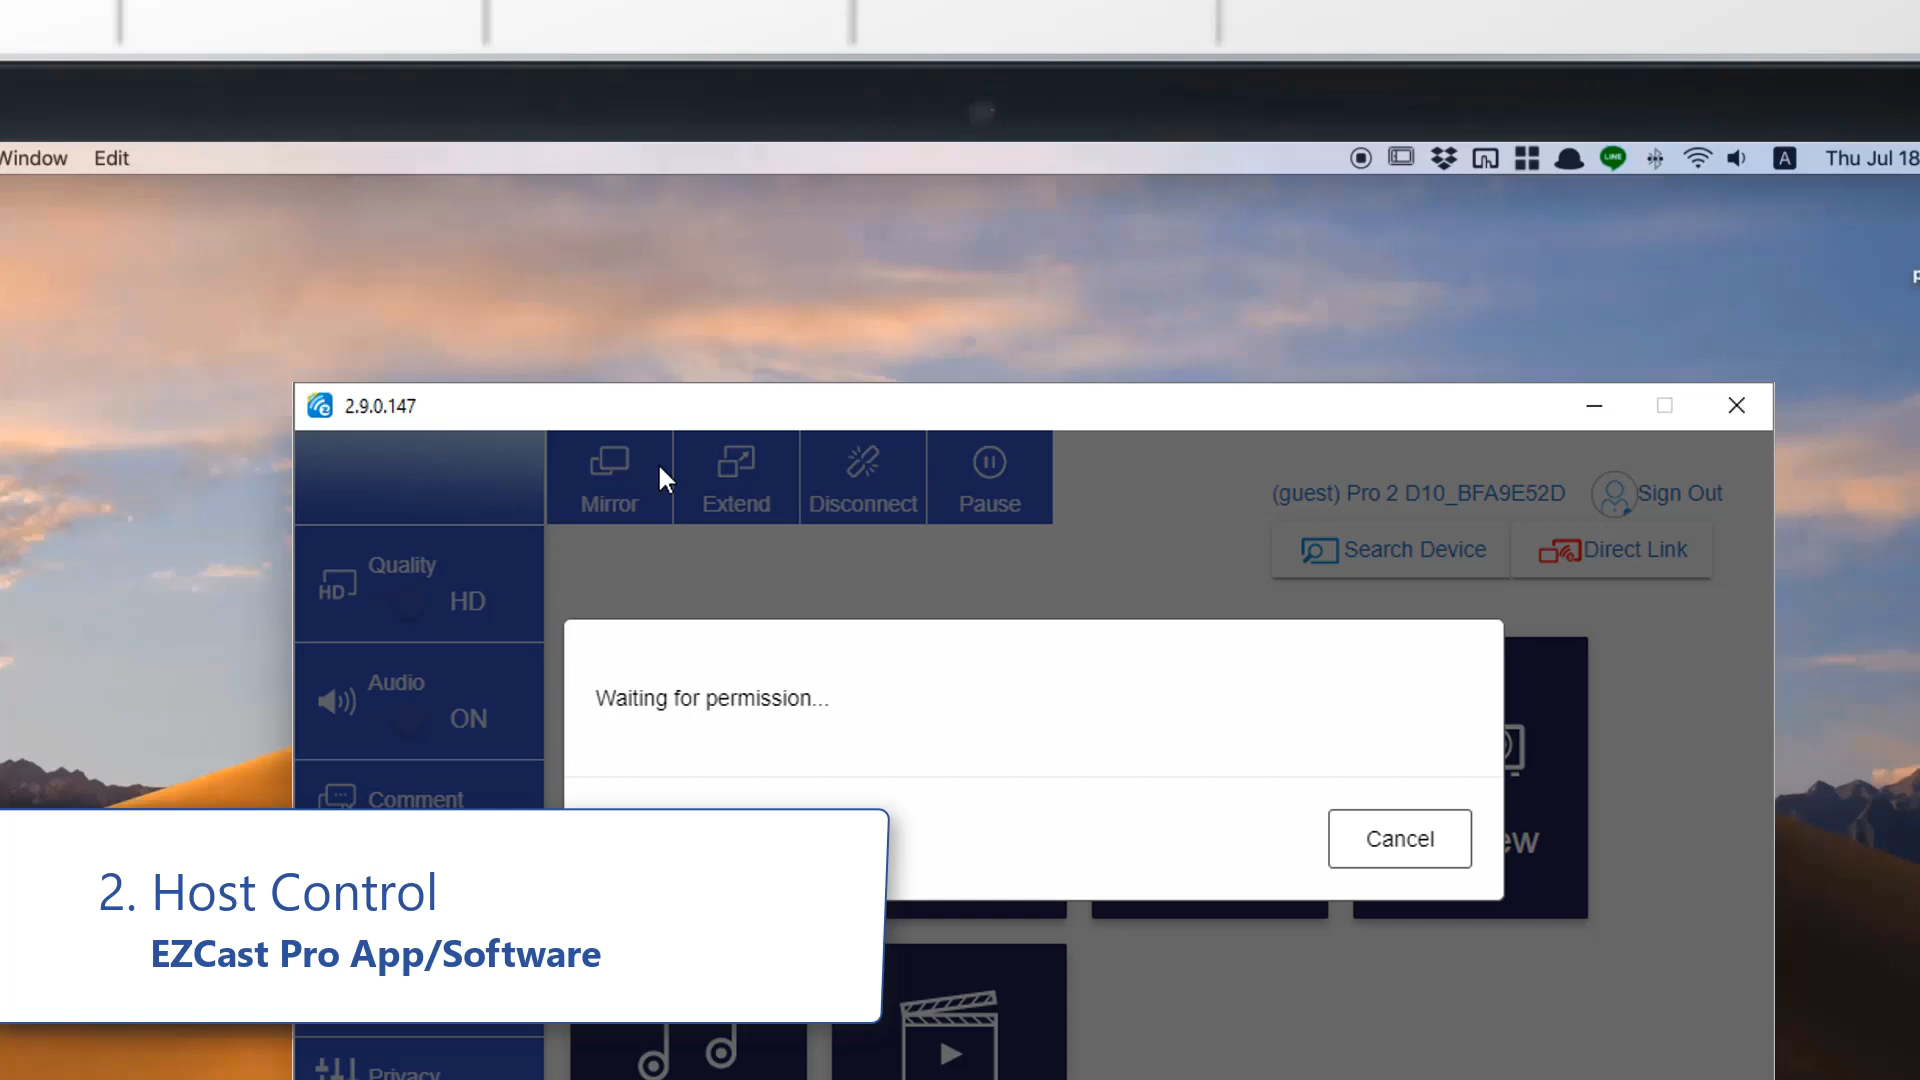 Window Edit
LINE
A
Thu Jul 18
2.9.0.147
Mirror
Extend
Disconnect
Pause
(guest) Pro 2 D10_BFA9E52D
Sign Out
Search Device
Direct Link
HD
Quality
HD
Audio
ON
Comment
Waiting for permission...
Cancel
2. Host Control
EZCast Pro App/Software
Privacy